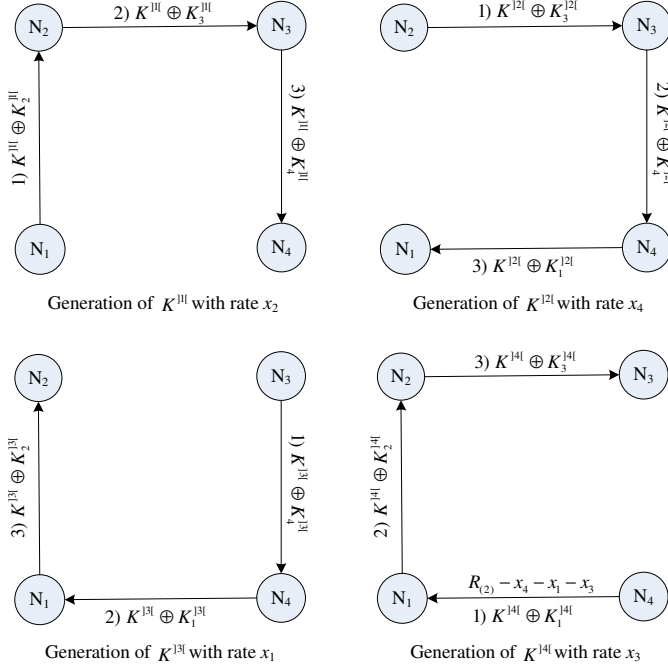 N₂
2) K^{]1[} ⊕ K₃^{]1[}
N₃
1) K^{]1[} ⊕ K₂^{]1[}
3) K^{]1[} ⊕ K₄^{]1[}
N₁
N₄
Generation of K^{]1[} with rate x₂
N₂
1) K^{]2[} ⊕ K₃^{]2[}
N₃
2) K^{]2[} ⊕ K₄^{]2[}
N₁
N₄
3) K^{]2[} ⊕ K₁^{]2[}
Generation of K^{]2[} with rate x₄
N₂
N₃
3) K^{]3[} ⊕ K₂^{]3[}
1) K^{]3[} ⊕ K₄^{]3[}
N₁
N₄
2) K^{]3[} ⊕ K₁^{]3[}
Generation of K^{]3[} with rate x₁
N₂
3) K^{]4[} ⊕ K₃^{]4[}
N₃
2) K^{]4[} ⊕ K₂^{]4[}
R₍₂₎ − x₄ − x₁ − x₃
N₁
N₄
1) K^{]4[} ⊕ K₁^{]4[}
Generation of K^{]4[} with rate x₃